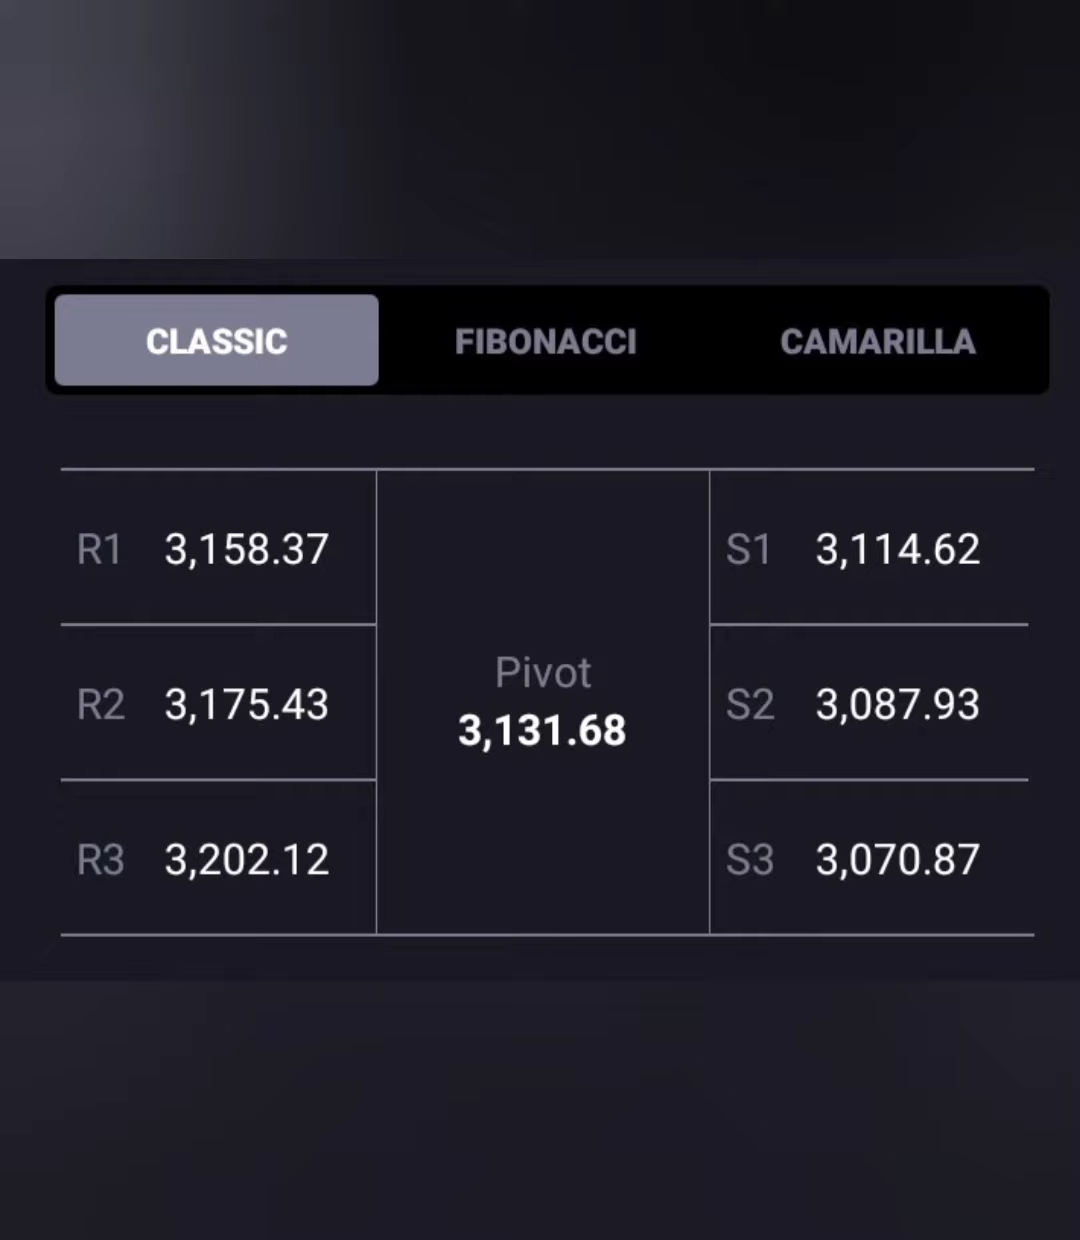 CLASSIC FIBONACCI CAMARILLA
R1 3,158.37 S1 3,114.62
Pivot
R2 3,175.43 3,131.68 S2 3,087.93
R3 3,202.12 S3 3,070.87